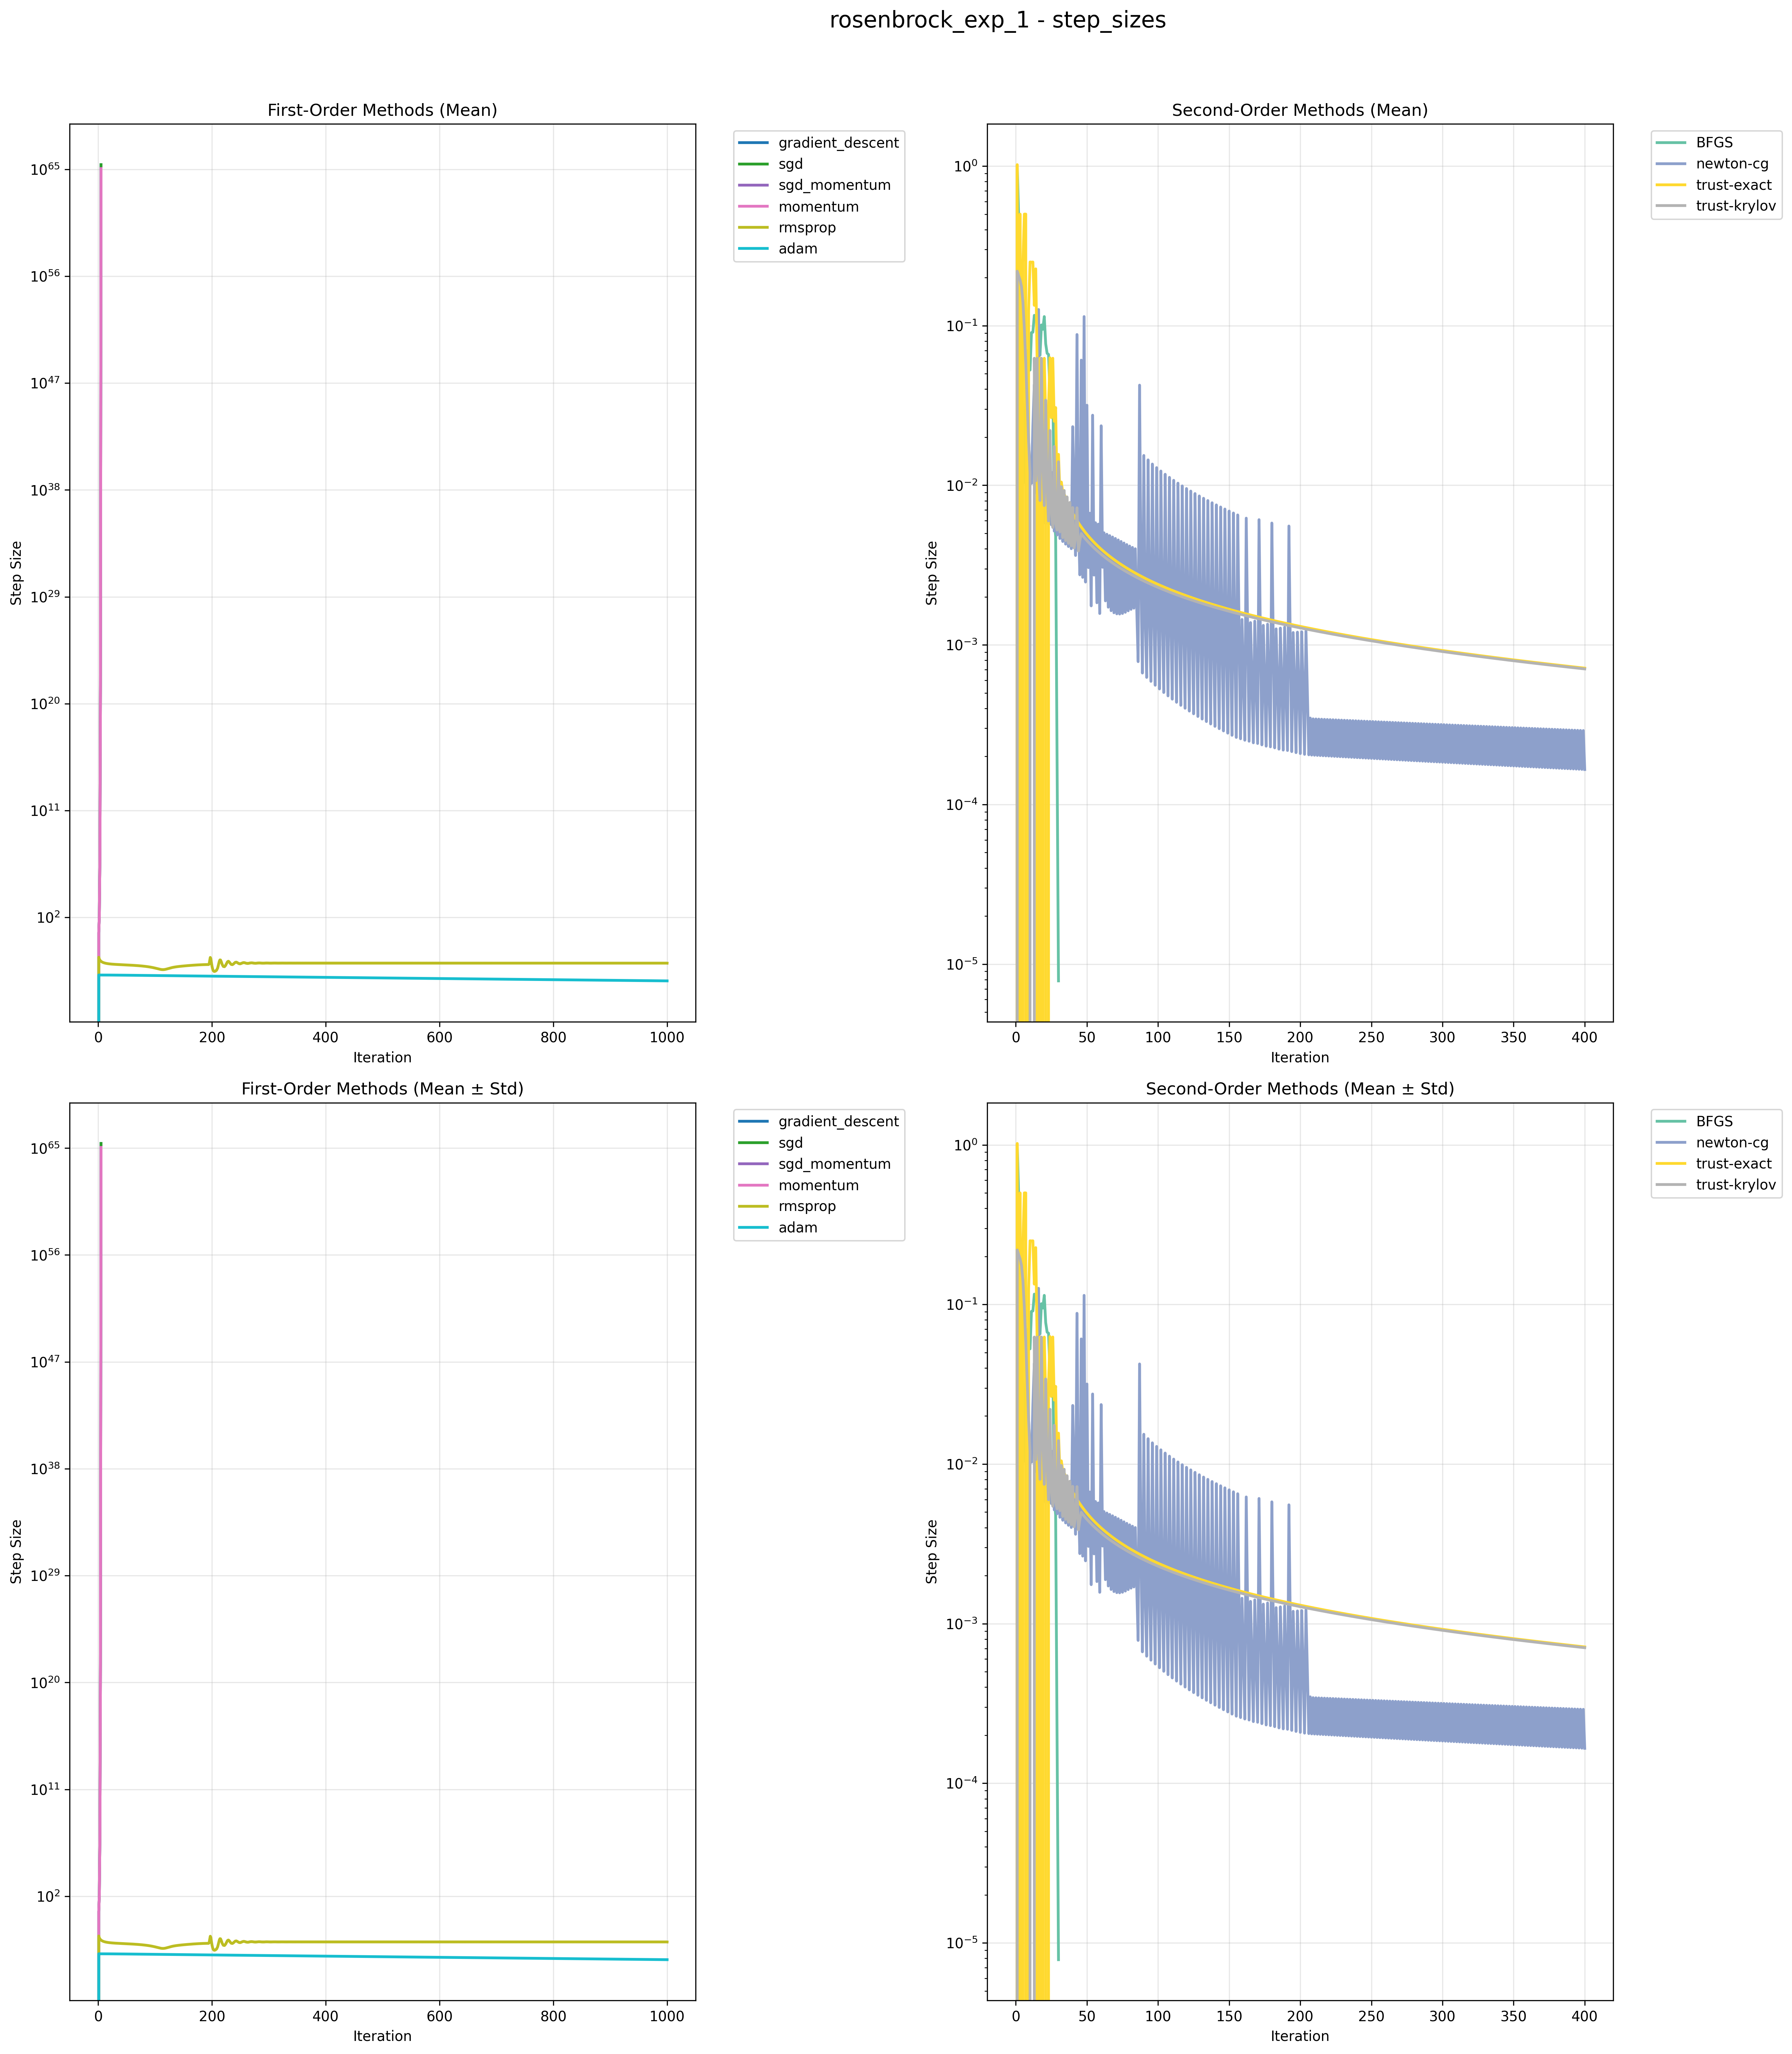 rosenbrock_exp_1 - step_sizes
First-Order Methods (Mean)
Step Size
10^65
10^56
10^47
10^38
10^29
10^20
10^11
10^2
0 200 400 600 800 1000
Iteration
gradient_descent
sgd
sgd_momentum
momentum
rmsprop
adam
Second-Order Methods (Mean)
Step Size
10^0
10^−1
10^−2
10^−3
10^−4
10^−5
0 50 100 150 200 250 300 350 400
Iteration
BFGS
newton-cg
trust-exact
trust-krylov
First-Order Methods (Mean ± Std)
Step Size
10^65
10^56
10^47
10^38
10^29
10^20
10^11
10^2
0 200 400 600 800 1000
Iteration
gradient_descent
sgd
sgd_momentum
momentum
rmsprop
adam
Second-Order Methods (Mean ± Std)
Step Size
10^0
10^−1
10^−2
10^−3
10^−4
10^−5
0 50 100 150 200 250 300 350 400
Iteration
BFGS
newton-cg
trust-exact
trust-krylov